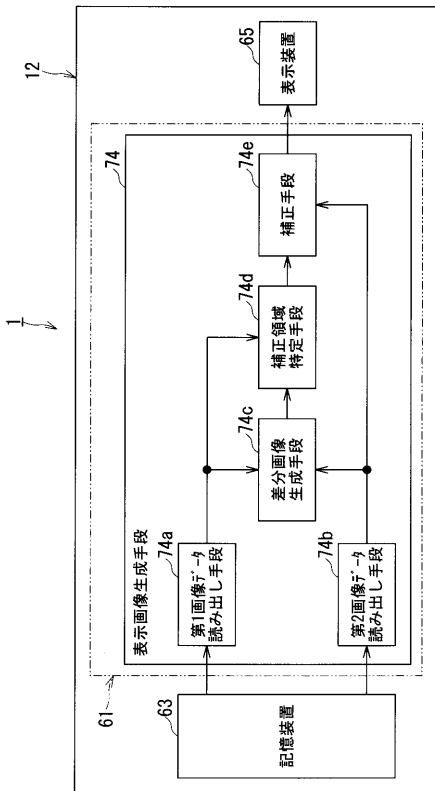 1
12
61
63
記憶装置
74
表示画像生成手段
74a
第1画像データ
読み出し手段
74b
第2画像データ
読み出し手段
74c
差分画像
生成手段
74d
補正領域
特定手段
74e
補正手段
65
表示装置